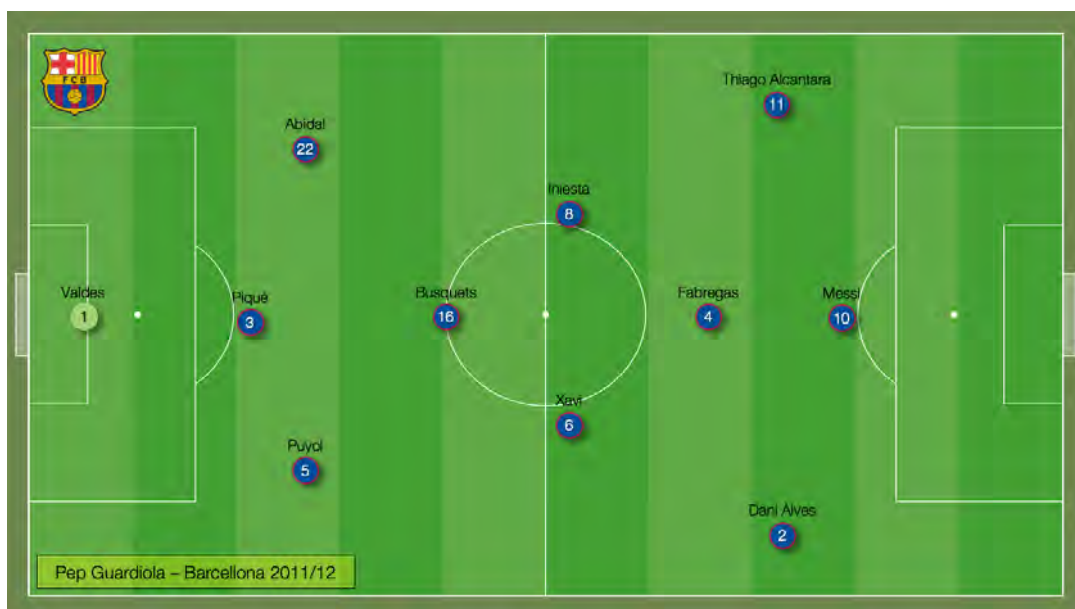 FCB
Thiago Alcantara
11
Abidal
22
Iniesta
8
Valdes
1
Piqué
3
Busquets
16
Fabregas
4
Messi
10
Xavi
6
Puyol
5
Dani Alves
2
Pep Guardiola – Barcellona 2011/12